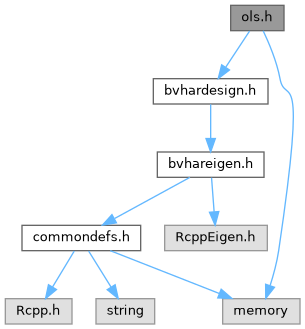 ols.h
bvhardesign.h
bvhareigen.h
commondefs.h
RcppEigen.h
Rcpp.h
string
memory